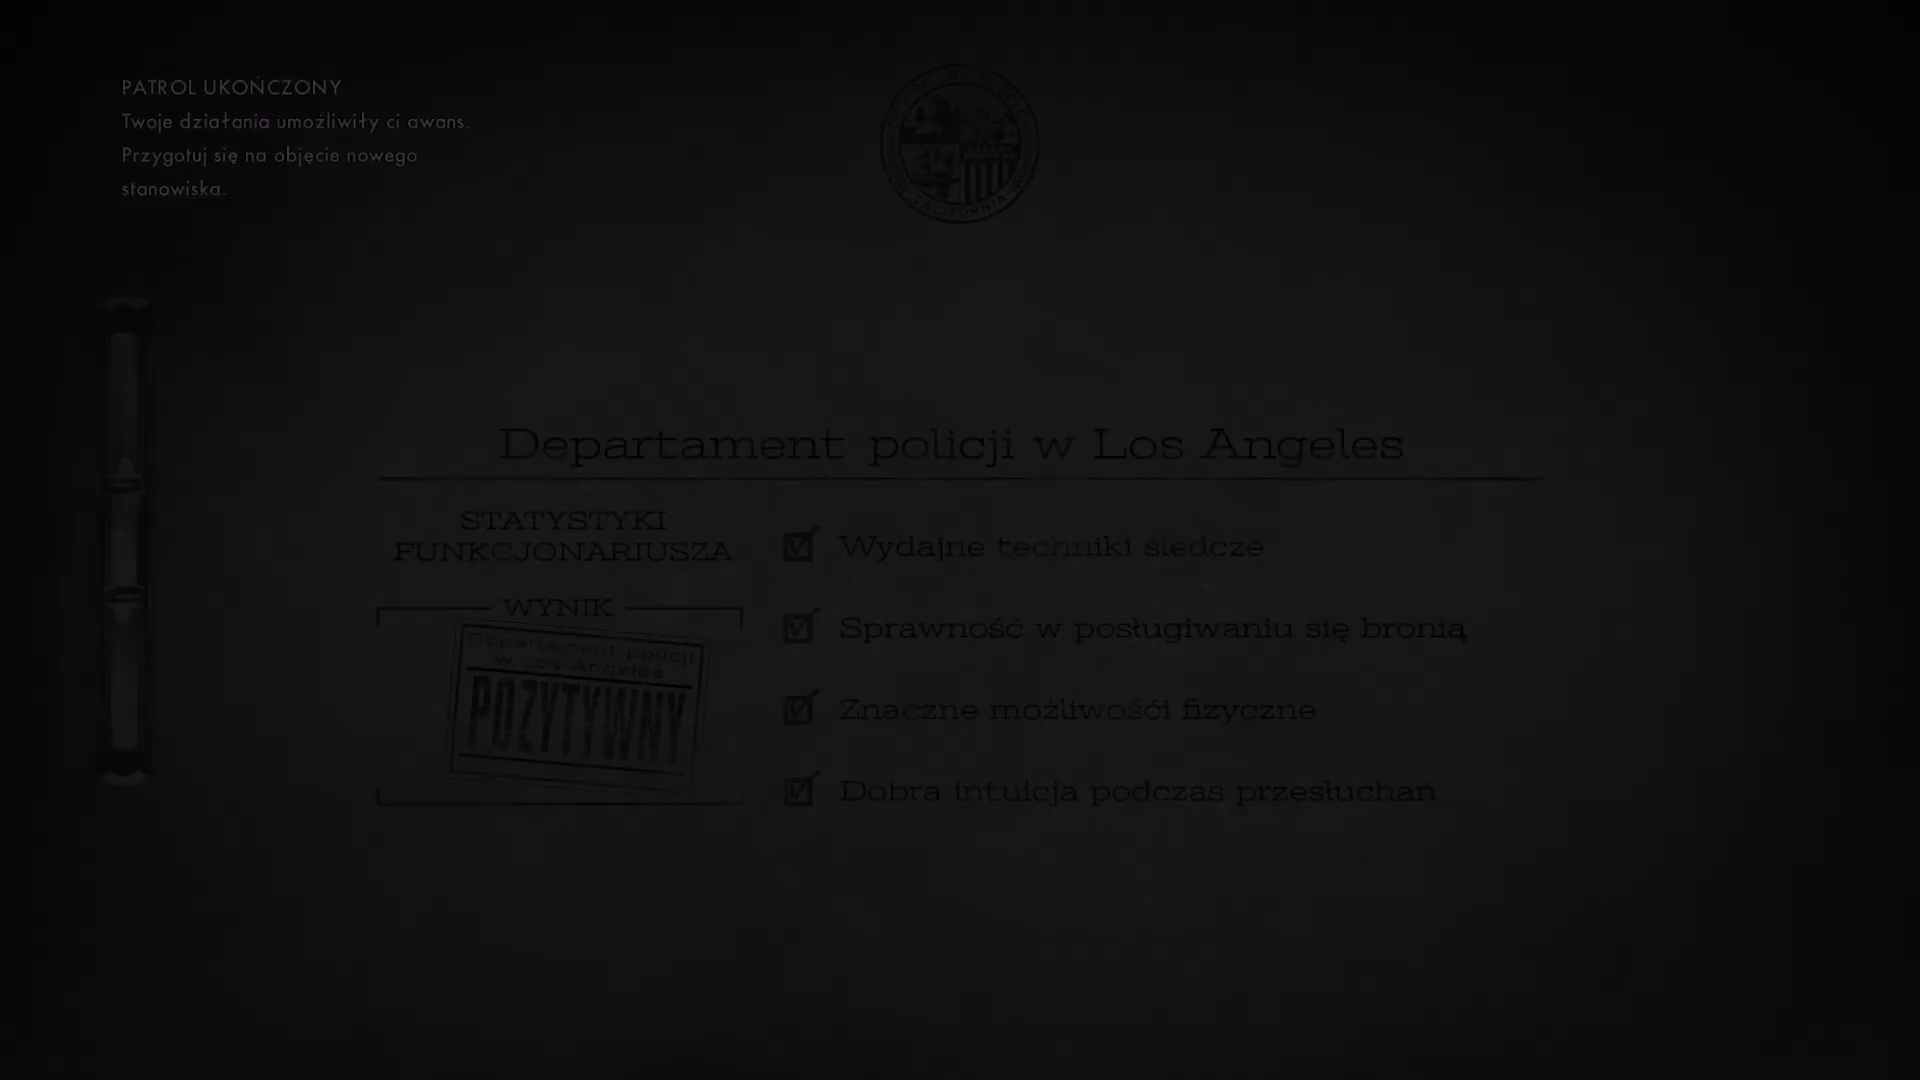 PATROL UKOŃCZONY
Twoje działania umożliwiły ci awans.
Przygotuj się na objęcie nowego
stanowiska.
CALIFORNIA
Departament policji w Los Angeles
STATYSTYKI
FUNKCJONARIUSZA
WYNIK
Departament policji
w Los Angeles
POZYTYWNY
Wydajne techniki śledcze
Sprawność w posługiwaniu się bronią
Znaczne możliwośći fizyczne
Dobra intuicja podczas przesłuchań